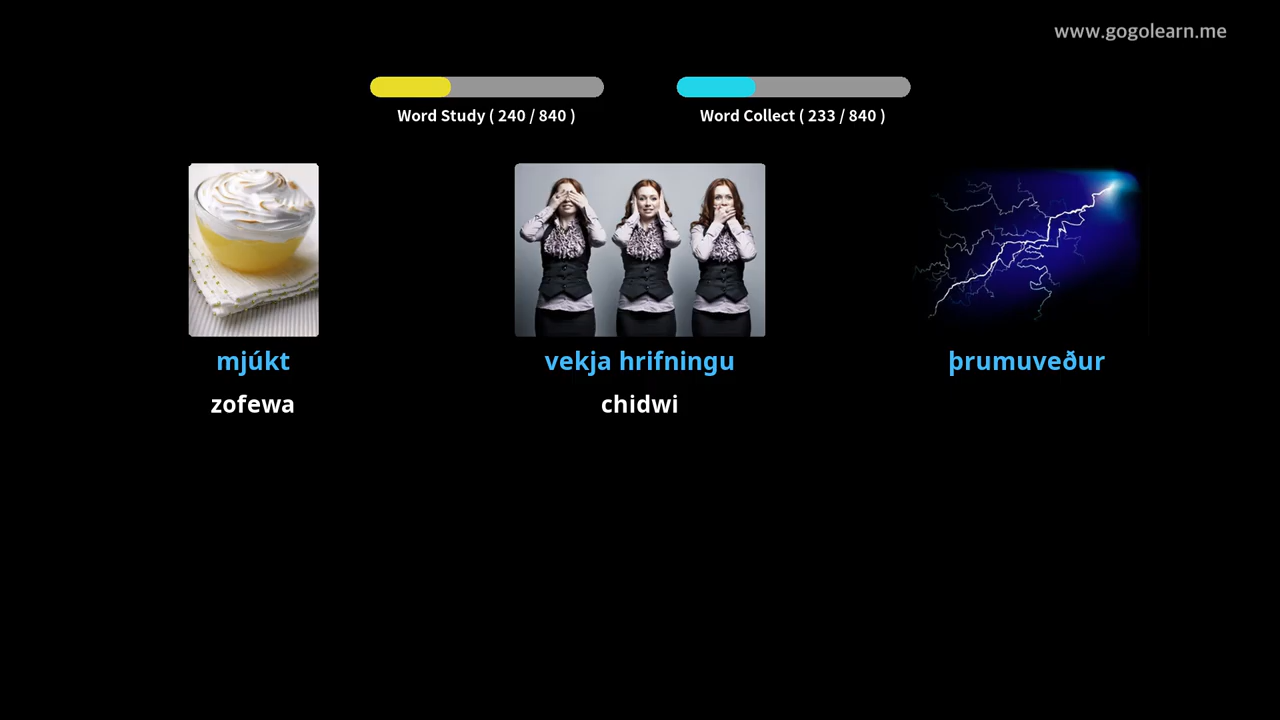 www.gogolearn.me
Word Study ( 240 / 840 )
Word Collect ( 233 / 840 )
mjúkt
vekja hrifningu
þrumuveður
zofewa
chidwi